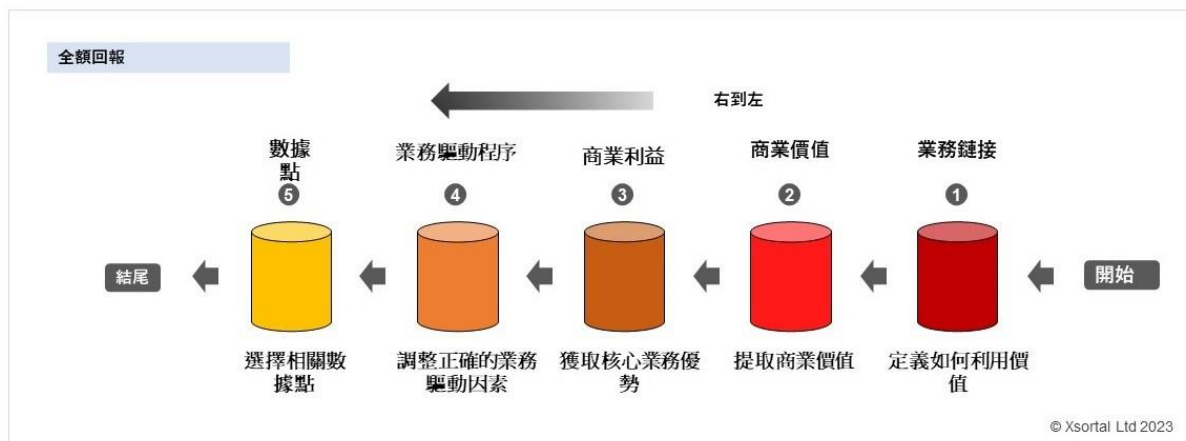 全額回報
右到左
數據
點
業務驅動程序
商業利益
商業價值
業務鏈接
5
4
3
2
1
結尾
開始
選擇相關數
據點
調整正確的業務
驅動因素
獲取核心業務優
勢
提取商業價值
定義如何利用價
值
© Xsortal Ltd 2023